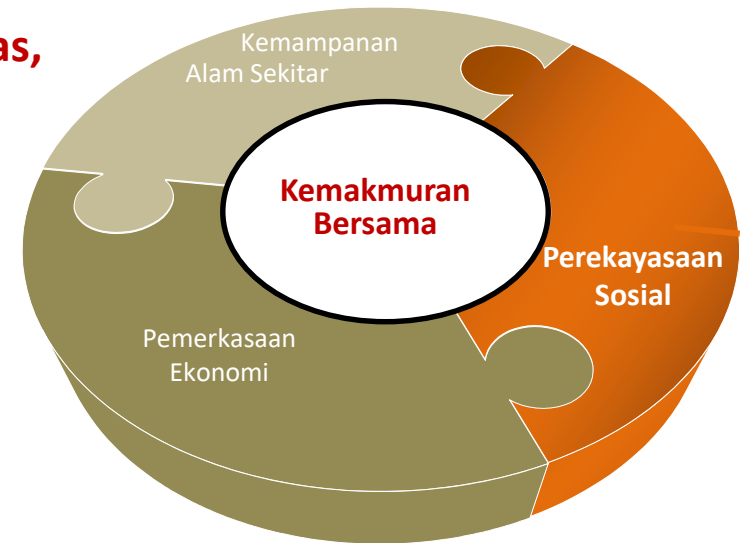 as,
Kemampanan
Alam Sekitar
Kemakmuran
Bersama
Perekayasaan
Sosial
Pemerkasaan
Ekonomi